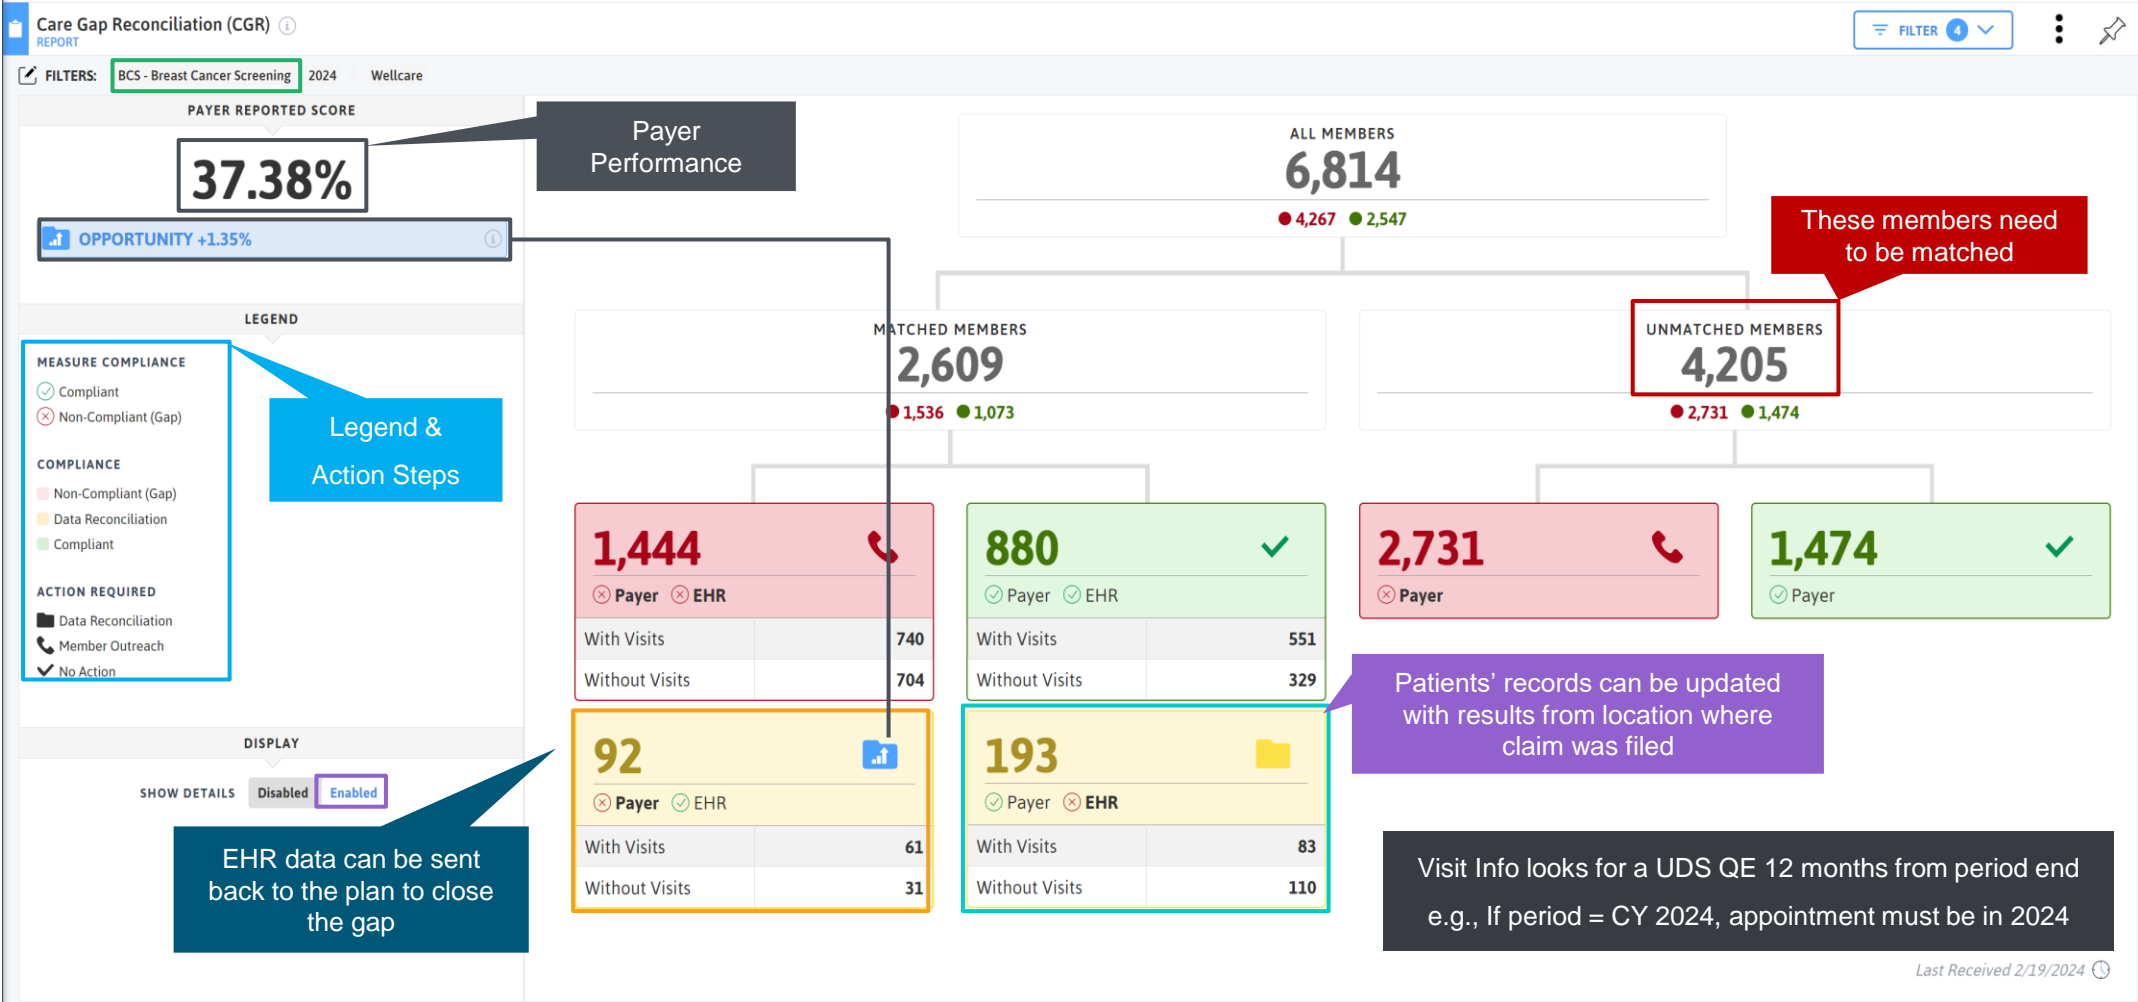 Care Gap Reconciliation (CGR)
REPORT
FILTER 4
FILTERS: BCS - Breast Cancer Screening 2024 Wellcare
PAYER REPORTED SCORE
37.38%
OPPORTUNITY +1.35%
Payer
Performance
LEGEND
MEASURE COMPLIANCE
Compliant
Non-Compliant (Gap)
COMPLIANCE
Non-Compliant (Gap)
Data Reconciliation
Compliant
ACTION REQUIRED
Data Reconciliation
Member Outreach
No Action
Legend &
Action Steps
DISPLAY
SHOW DETAILS Disabled Enabled
EHR data can be sent
back to the plan to close
the gap
ALL MEMBERS
6,814
4,267 2,547
These members need
to be matched
MATCHED MEMBERS
2,609
1,536 1,073
UNMATCHED MEMBERS
4,205
2,731 1,474
1,444
Payer EHR
With Visits 740
Without Visits 704
880
Payer EHR
With Visits 551
Without Visits 329
2,731
Payer
1,474
Payer
92
Payer EHR
With Visits 61
Without Visits 31
193
Payer EHR
With Visits 83
Without Visits 110
Patients’ records can be updated
with results from location where
claim was filed
Visit Info looks for a UDS QE 12 months from period end
e.g., If period = CY 2024, appointment must be in 2024
Last Received 2/19/2024